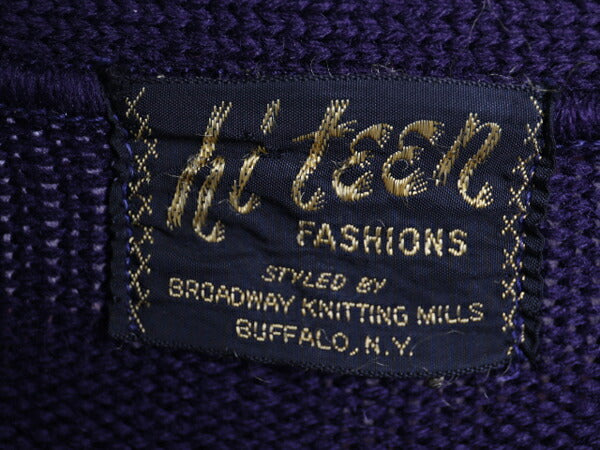 hi teen
FASHIONS
STYLED BY
BROADWAY KNITTING MILLS
BUFFALO, N.Y.